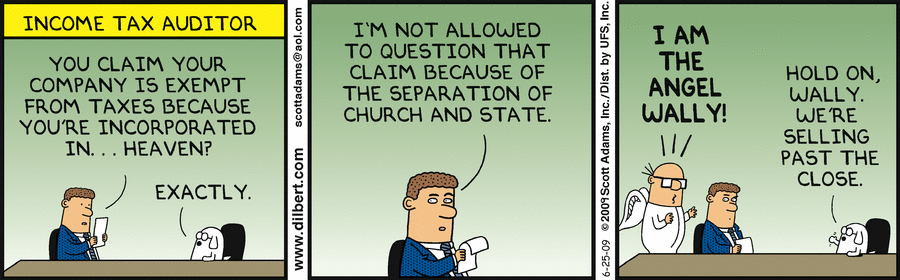 INCOME TAX AUDITOR
YOU CLAIM YOUR
COMPANY IS EXEMPT
FROM TAXES BECAUSE
YOU'RE INCORPORATED
IN. . . HEAVEN?
EXACTLY.
www.dilbert.com
scottadams@aol.com
I'M NOT ALLOWED
TO QUESTION THAT
CLAIM BECAUSE OF
THE SEPARATION OF
CHURCH AND STATE.
6-25-09 ©2009 Scott Adams, Inc./Dist. by UFS, Inc.
I AM
THE
ANGEL
WALLY!
HOLD ON,
WALLY.
WE'RE
SELLING
PAST THE
CLOSE.